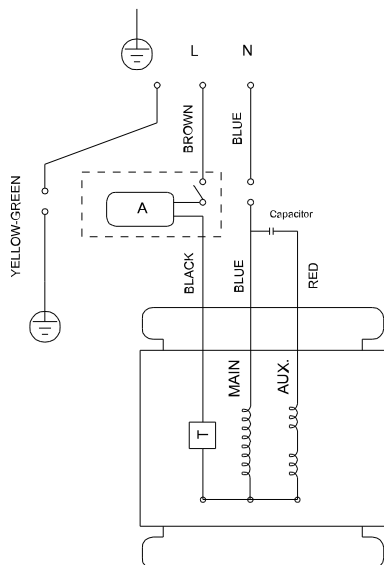 L
N
BROWN
BLUE
YELLOW-GREEN
A
Capacitor
BLACK
BLUE
RED
MAIN
AUX.
T